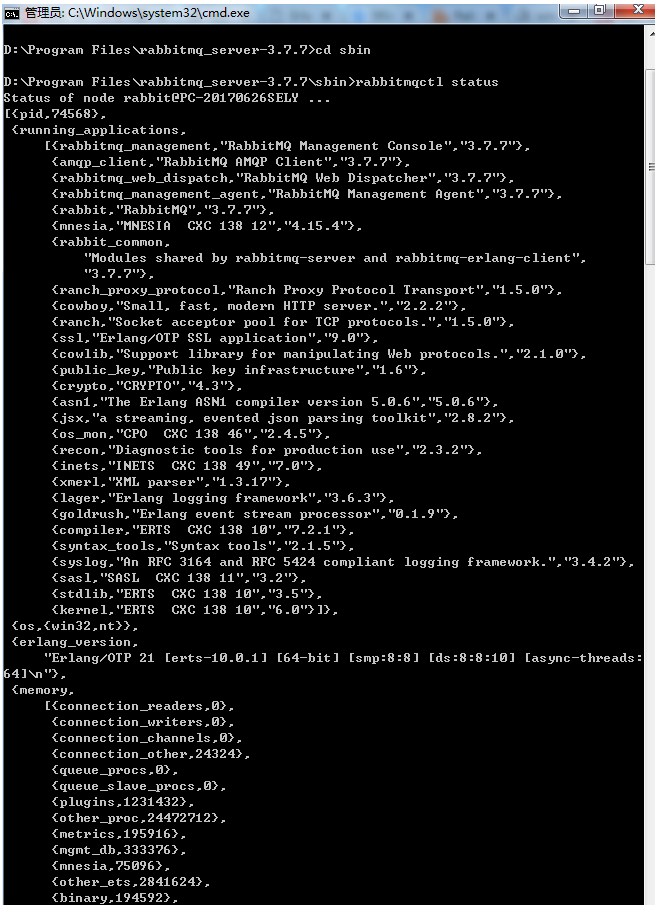 管理员: C:\Windows\system32\cmd.exe
D:\Program Files\rabbitmq_server-3.7.7>cd sbin
D:\Program Files\rabbitmq_server-3.7.7\sbin>rabbitmqctl status
Status of node rabbit@PC-20170626SELY ...
[{pid,74568},
{running_applications,
[{rabbitmq_management,"RabbitMQ Management Console","3.7.7"},
{amqp_client,"RabbitMQ AMQP Client","3.7.7"},
{rabbitmq_web_dispatch,"RabbitMQ Web Dispatcher","3.7.7"},
{rabbitmq_management_agent,"RabbitMQ Management Agent","3.7.7"},
{rabbit,"RabbitMQ","3.7.7"},
{mnesia,"MNESIA  CXC 138 12","4.15.4"},
{rabbit_common,
"Modules shared by rabbitmq-server and rabbitmq-erlang-client",
"3.7.7"},
{ranch_proxy_protocol,"Ranch Proxy Protocol Transport","1.5.0"},
{cowboy,"Small, fast, modern HTTP server.","2.2.2"},
{ranch,"Socket acceptor pool for TCP protocols.","1.5.0"},
{ssl,"Erlang/OTP SSL application","9.0"},
{cowlib,"Support library for manipulating Web protocols.","2.1.0"},
{public_key,"Public key infrastructure","1.6"},
{crypto,"CRYPTO","4.3"},
{asn1,"The Erlang ASN1 compiler version 5.0.6","5.0.6"},
{jsx,"a streaming, evented json parsing toolkit","2.8.2"},
{os_mon,"CPO  CXC 138 46","2.4.5"},
{recon,"Diagnostic tools for production use","2.3.2"},
{inets,"INETS  CXC 138 49","7.0"},
{xmerl,"XML parser","1.3.17"},
{lager,"Erlang logging framework","3.6.3"},
{goldrush,"Erlang event stream processor","0.1.9"},
{compiler,"ERTS  CXC 138 10","7.2.1"},
{syntax_tools,"Syntax tools","2.1.5"},
{syslog,"An RFC 3164 and RFC 5424 compliant logging framework.","3.4.2"},
{sasl,"SASL  CXC 138 11","3.2"},
{stdlib,"ERTS  CXC 138 10","3.5"},
{kernel,"ERTS  CXC 138 10","6.0"}]},
{os,{win32,nt}},
{erlang_version,
"Erlang/OTP 21 [erts-10.0.1] [64-bit] [smp:8:8] [ds:8:8:10] [async-threads:
64]\n"},
{memory,
[{connection_readers,0},
{connection_writers,0},
{connection_channels,0},
{connection_other,24324},
{queue_procs,0},
{queue_slave_procs,0},
{plugins,1231432},
{other_proc,24472712},
{metrics,195916},
{mgmt_db,333376},
{mnesia,75096},
{other_ets,2841624},
{binary,194592},